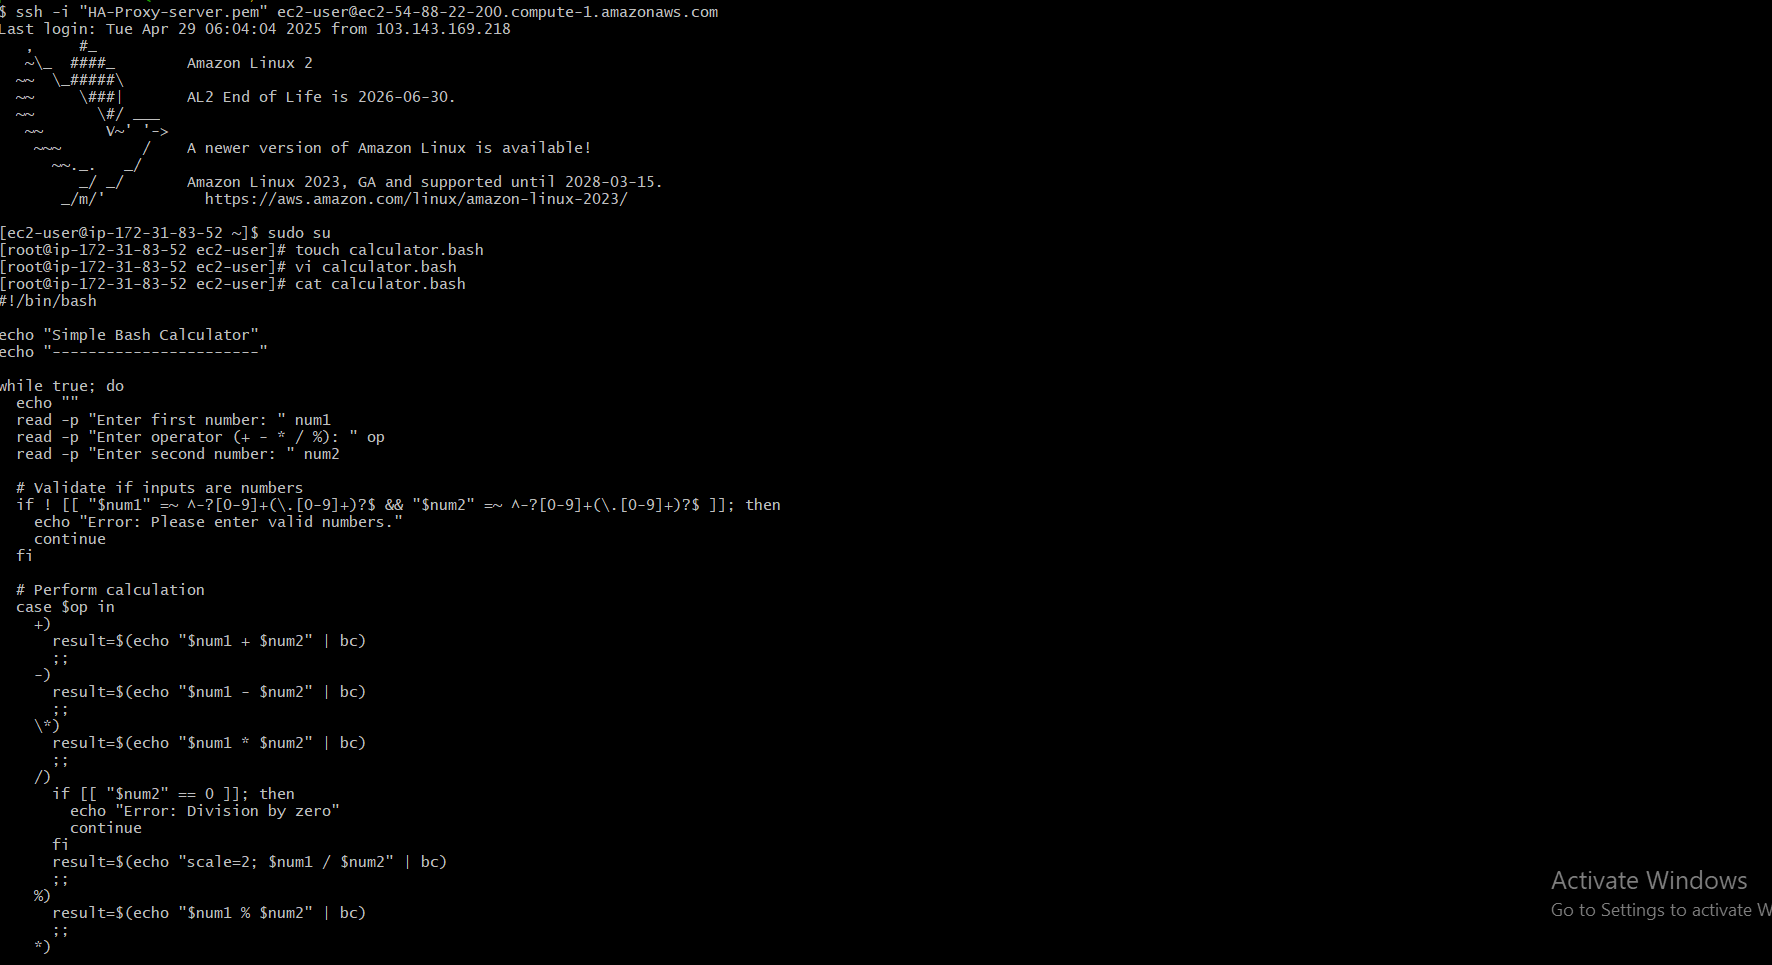 $ ssh -i "HA-Proxy-server.pem" ec2-user@ec2-54-88-22-200.compute-1.amazonaws.com
Last login: Tue Apr 29 06:04:04 2025 from 103.143.169.218
   ,     #_
   ~\_  ####_        Amazon Linux 2
  ~~  \_#####\
  ~~     \###|       AL2 End of Life is 2026-06-30.
  ~~       \#/ ___
   ~~       V~' '->
    ~~~         /    A newer version of Amazon Linux is available!
      ~~._.   _/
         _/ _/       Amazon Linux 2023, GA and supported until 2028-03-15.
       _/m/'           https://aws.amazon.com/linux/amazon-linux-2023/

[ec2-user@ip-172-31-83-52 ~]$ sudo su
[root@ip-172-31-83-52 ec2-user]# touch calculator.bash
[root@ip-172-31-83-52 ec2-user]# vi calculator.bash
[root@ip-172-31-83-52 ec2-user]# cat calculator.bash
#!/bin/bash

echo "Simple Bash Calculator"
echo "-----------------------"

while true; do
  echo ""
  read -p "Enter first number: " num1
  read -p "Enter operator (+ - * / %): " op
  read -p "Enter second number: " num2

  # Validate if inputs are numbers
  if ! [[ "$num1" =~ ^-?[0-9]+(\.[0-9]+)?$ && "$num2" =~ ^-?[0-9]+(\.[0-9]+)?$ ]]; then
    echo "Error: Please enter valid numbers."
    continue
  fi

  # Perform calculation
  case $op in
    +)
      result=$(echo "$num1 + $num2" | bc)
      ;;
    -)
      result=$(echo "$num1 - $num2" | bc)
      ;;
    \*)
      result=$(echo "$num1 * $num2" | bc)
      ;;
    /)
      if [[ "$num2" == 0 ]]; then
        echo "Error: Division by zero"
        continue
      fi
      result=$(echo "scale=2; $num1 / $num2" | bc)
      ;;
    %)
      result=$(echo "$num1 % $num2" | bc)
      ;;
    *)
Activate Windows
Go to Settings to activate W